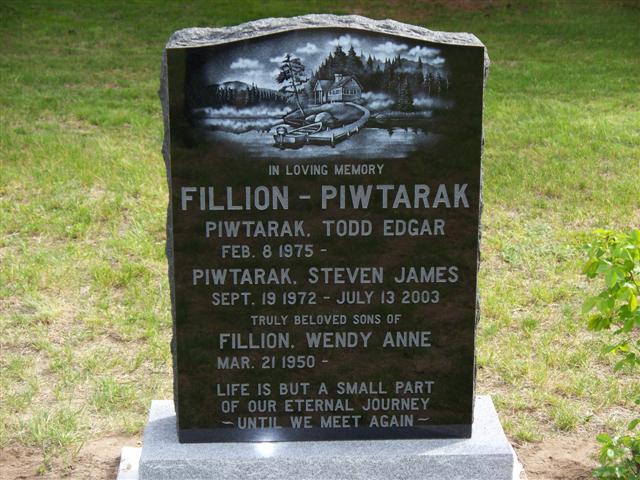 IN LOVING MEMORY
FILLION - PIWTARAK
PIWTARAK, TODD EDGAR
FEB. 8 1975 -
PIWTARAK, STEVEN JAMES
SEPT. 19 1972 - JULY 13 2003
TRULY BELOVED SONS OF
FILLION, WENDY ANNE
MAR. 21 1950 -
LIFE IS BUT A SMALL PART
OF OUR ETERNAL JOURNEY
~ UNTIL WE MEET AGAIN ~